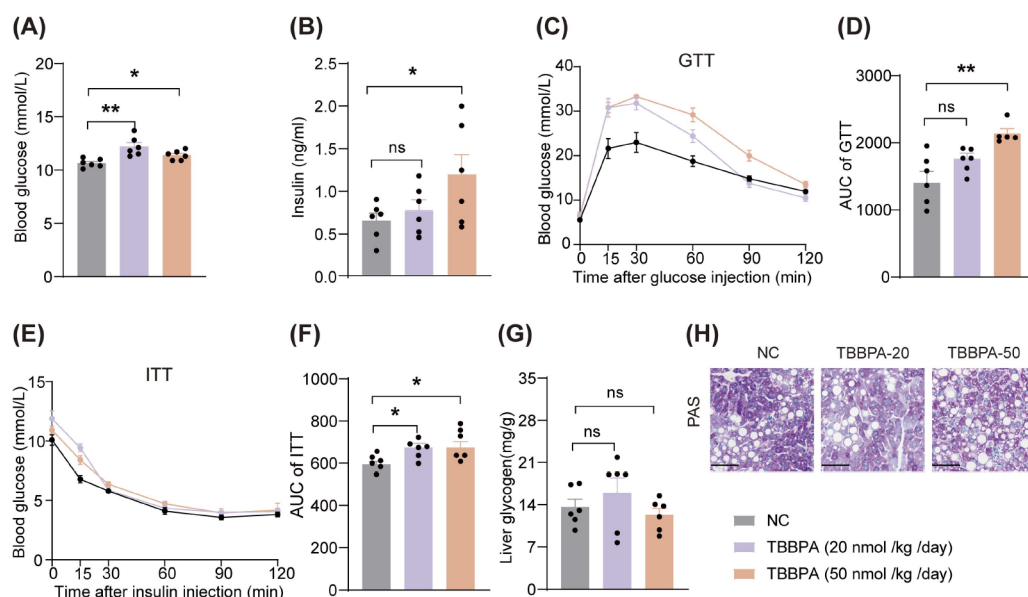 (A)
Blood glucose (mmol/L)
15
10
5
0
**
*
(B)
Insulin (ng/ml)
2.5
2.0
1.5
1.0
0.5
0.0
ns
*
(C)
GTT
Blood glucose (mmol/L)
40
30
20
10
0
0 15 30 60 90 120
Time after glucose injection (min)
(D)
AUC of GTT
3000
2000
1000
0
ns
**
(E)
ITT
Blood glucose (mmol/L)
15
10
5
0
0 15 30 60 90 120
Time after insulin injection (min)
(F)
AUC of ITT
1000
800
600
400
200
0
*
*
(G)
Liver glycogen(mg/g)
35
28
21
14
7
0
ns
ns
(H)
NC TBBPA-20 TBBPA-50
PAS
NC
TBBPA (20 nmol /kg /day)
TBBPA (50 nmol /kg /day)